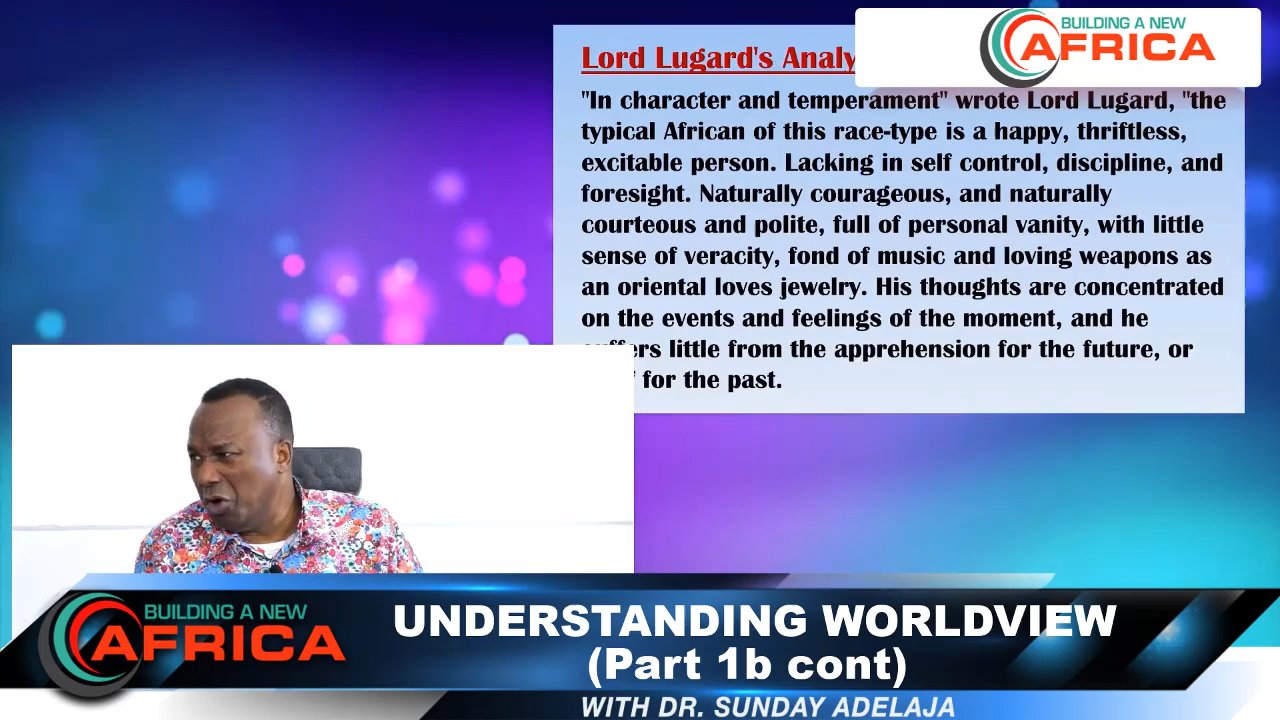 BUILDING A NEW
AFRICA
Lord Lugard's
"In character and temperament" wrote Lord Lugard, "the
typical African of this race-type is a happy, thriftless,
excitable person. Lacking in self control, discipline, and
foresight. Naturally courageous, and naturally
courteous and polite, full of personal vanity, with little
sense of veracity, fond of music and loving weapons as
an oriental loves jewelry. His thoughts are concentrated
on the events and feelings of the moment, and he
little from the apprehension for the future, or
for the past.
BUILDING A NEW
AFRICA
UNDERSTANDING WORLDVIEW
(Part 1b cont)
WITH DR. SUNDAY ADELAJA